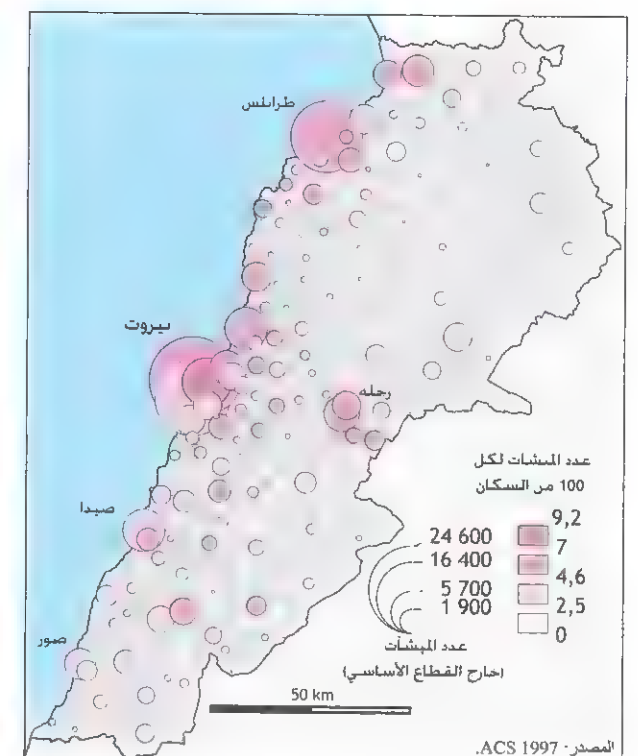 طرابلس
بيروت
زحله
صيدا
صور
عدد المنشآت لكل
100 من السكان
9,2
7
4,6
2,5
0
24 600
16 400
5 700
1 900
عدد المنشآت
(خارج القطاع الأساسي)
50 km
المصدر: ACS 1997.